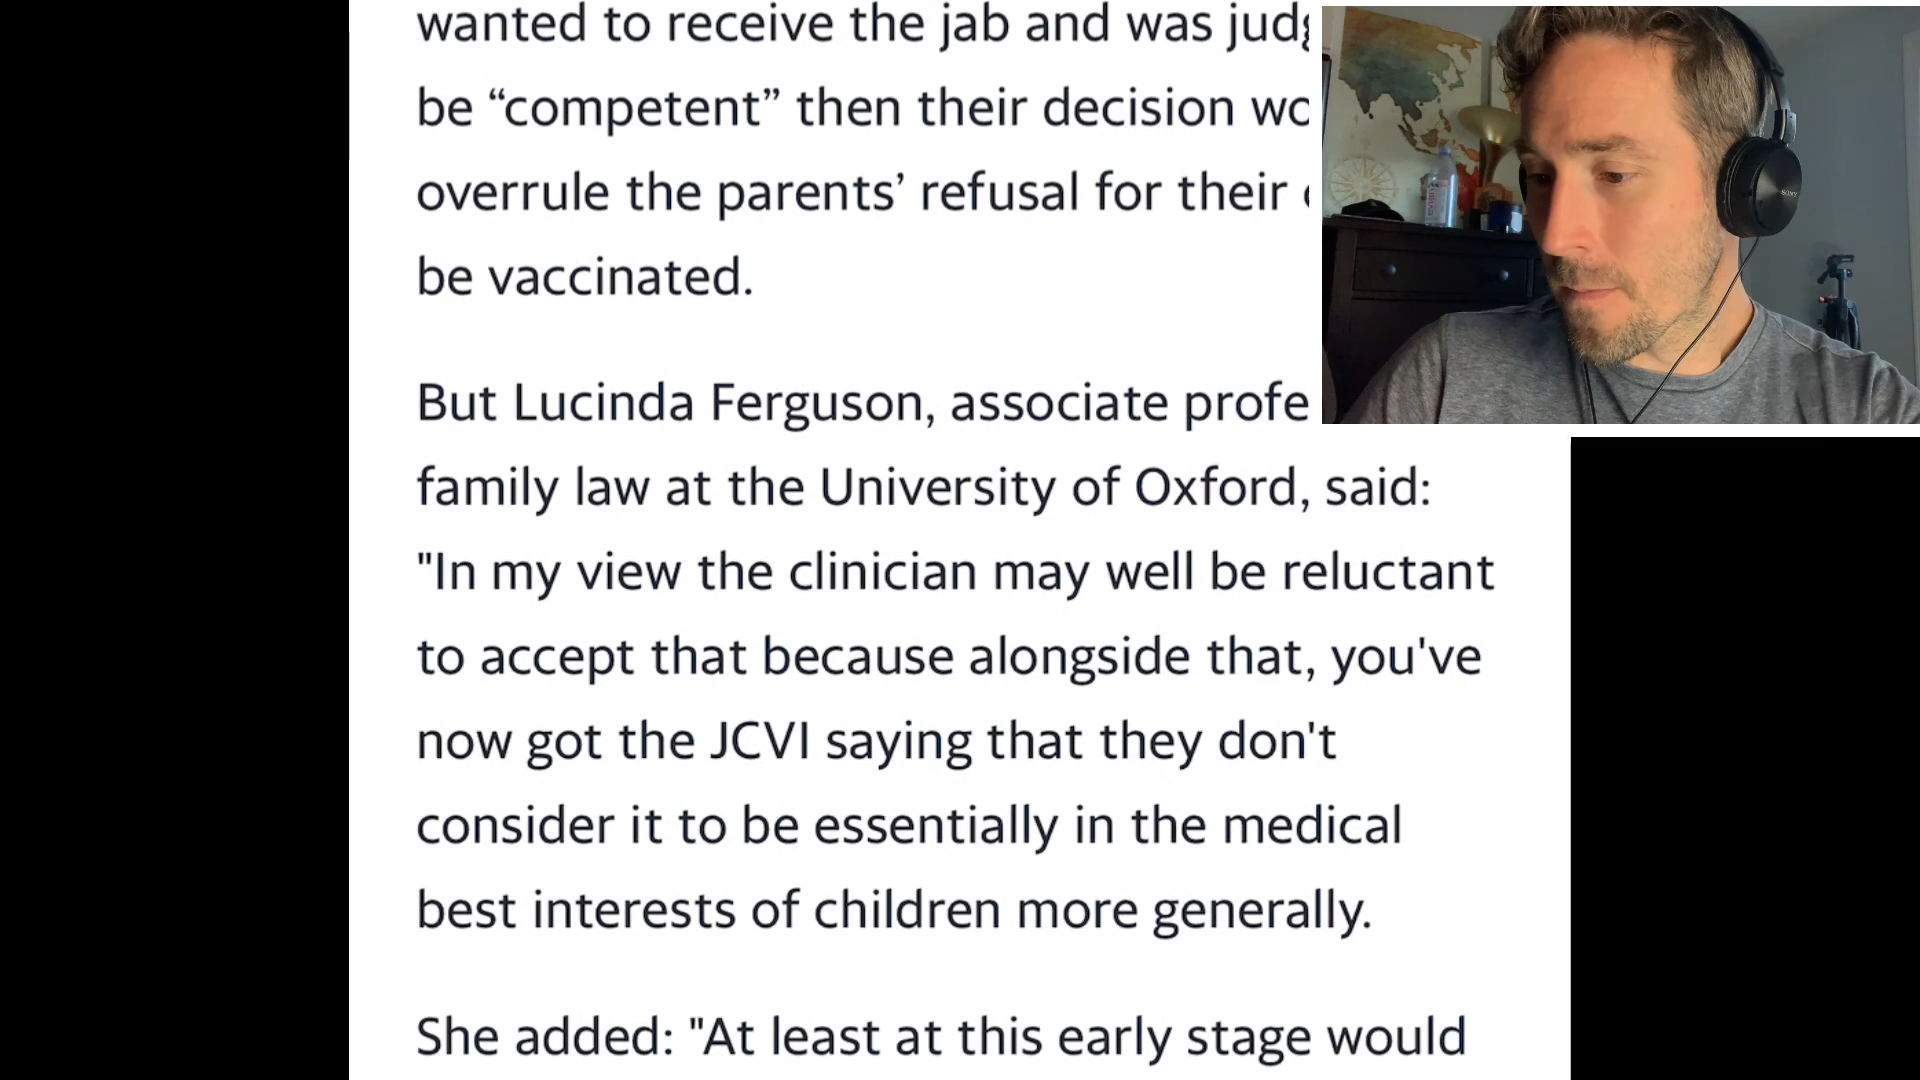 wanted to receive the jab and was
be “competent” then their decision
overrule the parents’ refusal for their
be vaccinated.
But Lucinda Ferguson, associate
family law at the University of Oxford, said:
"In my view the clinician may well be reluctant
to accept that because alongside that, you've
now got the JCVI saying that they don't
consider it to be essentially in the medical
best interests of children more generally.
She added: "At least at this early stage would
SONY
evian